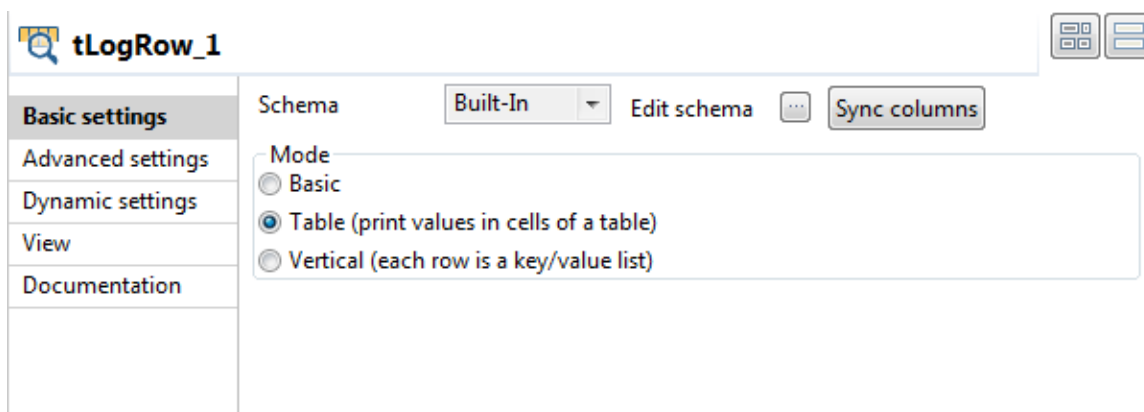 tLogRow_1
Basic settings
Advanced settings
Dynamic settings
View
Documentation
Schema Built-In Edit schema ... Sync columns
Mode
Basic
Table (print values in cells of a table)
Vertical (each row is a key/value list)